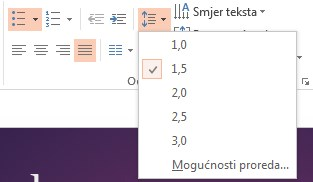 Smjer teksta
1,0
1,5
2,0
2,5
3,0
Mogućnosti proreda...